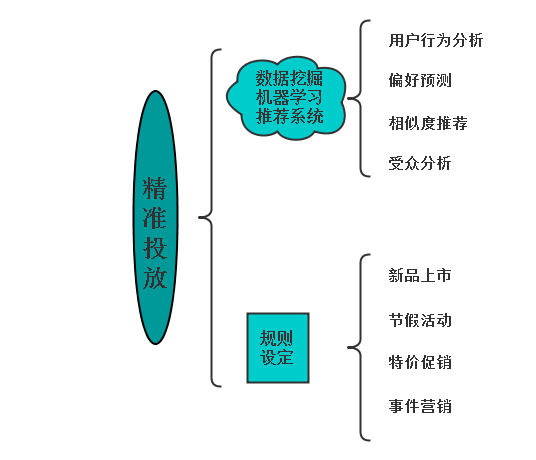 精
准
投
放
数据挖掘
机器学习
推荐系统
用户行为分析
偏好预测
相似度推荐
受众分析
规则
设定
新品上市
节假活动
特价促销
事件营销